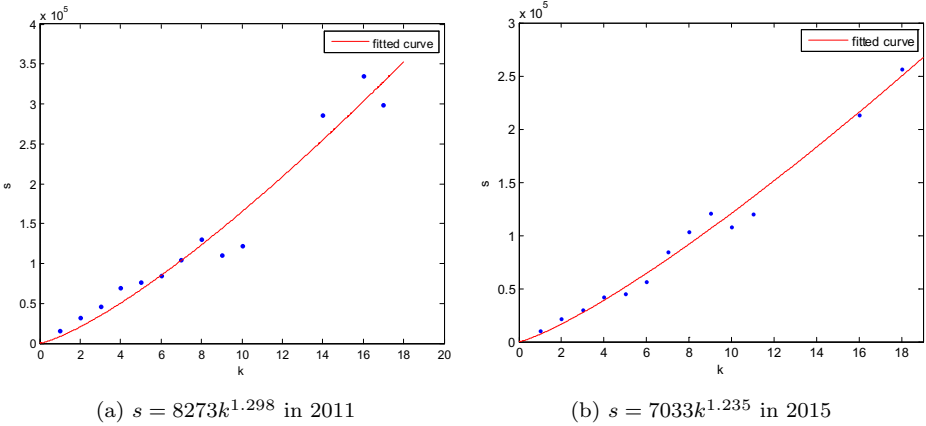 x 10^5
4
3.5
3
2.5
2
1.5
1
0.5
0
s
0 2 4 6 8 10 12 14 16 18 20
k
fitted curve
x 10^5
3
2.5
2
1.5
1
0.5
0
s
0 2 4 6 8 10 12 14 16 18
k
fitted curve
(a) s = 8273k^1.298 in 2011
(b) s = 7033k^1.235 in 2015